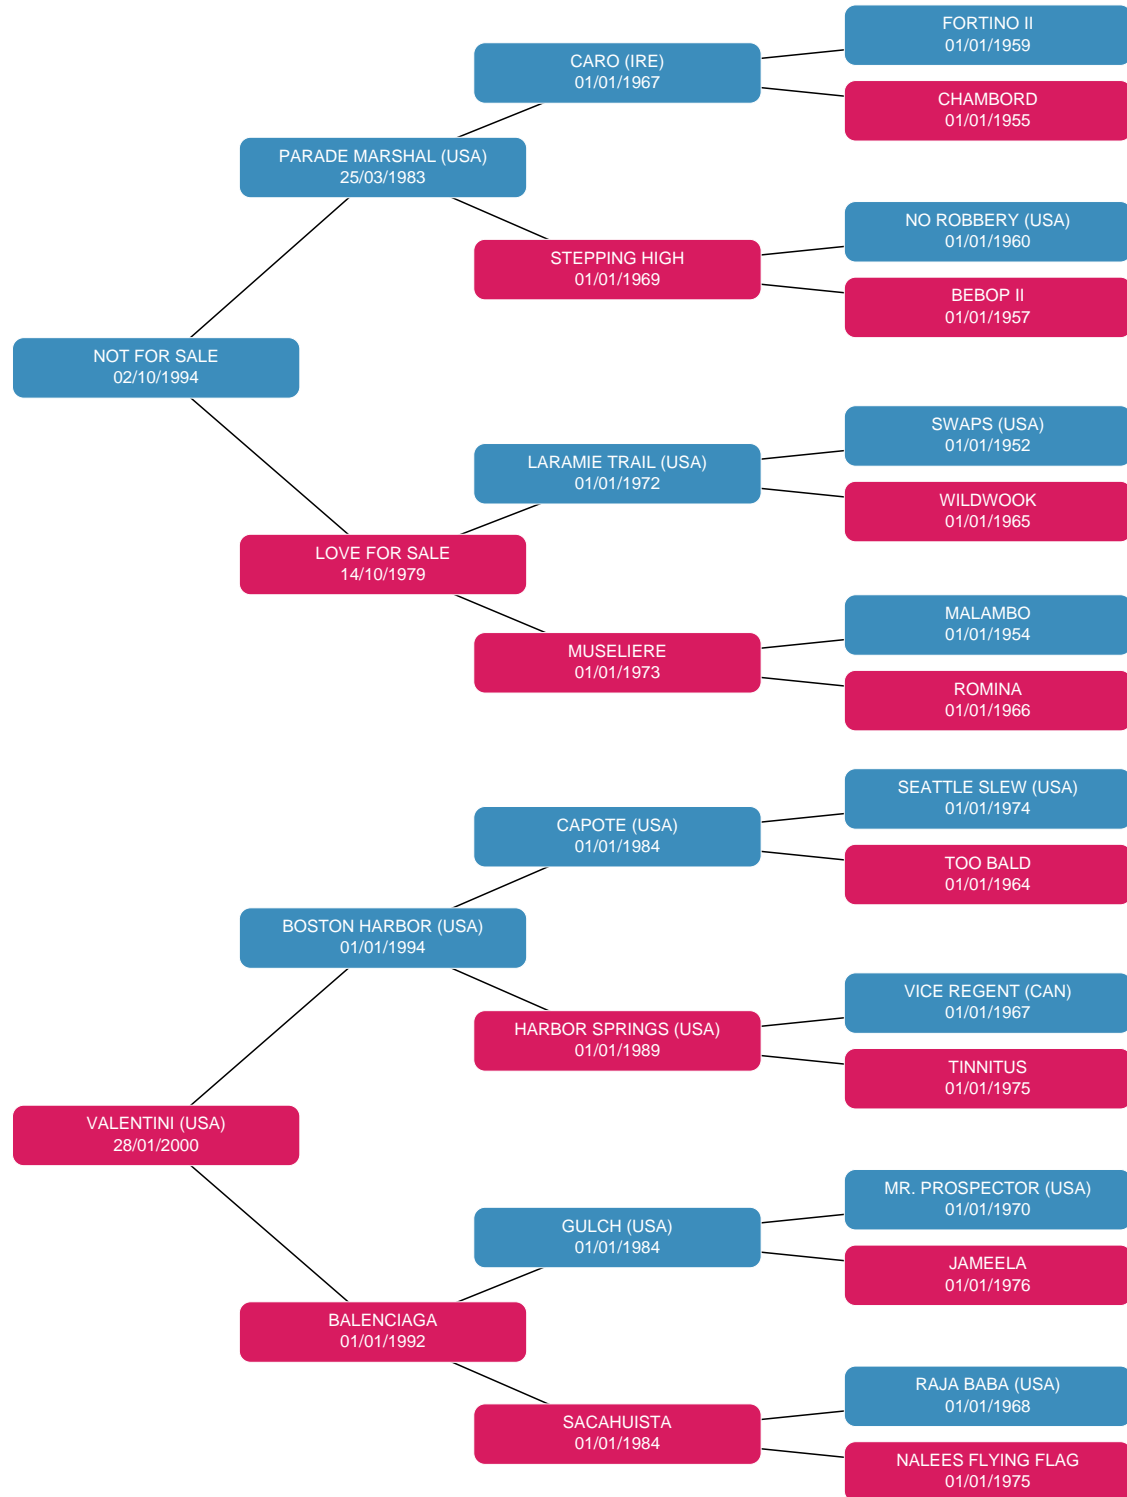 FORTINO II
01/01/1959
CARO (IRE)
01/01/1967
CHAMBORD
01/01/1955
PARADE MARSHAL (USA)
25/03/1983
NO ROBBERY (USA)
01/01/1960
STEPPING HIGH
01/01/1969
BEBOP II
01/01/1957
NOT FOR SALE
02/10/1994
SWAPS (USA)
01/01/1952
LARAMIE TRAIL (USA)
01/01/1972
WILDWOOK
01/01/1965
LOVE FOR SALE
14/10/1979
MALAMBO
01/01/1954
MUSELIERE
01/01/1973
ROMINA
01/01/1966
SEATTLE SLEW (USA)
01/01/1974
CAPOTE (USA)
01/01/1984
TOO BALD
01/01/1964
BOSTON HARBOR (USA)
01/01/1994
VICE REGENT (CAN)
01/01/1967
HARBOR SPRINGS (USA)
01/01/1989
TINNITUS
01/01/1975
VALENTINI (USA)
28/01/2000
MR. PROSPECTOR (USA)
01/01/1970
GULCH (USA)
01/01/1984
JAMEELA
01/01/1976
BALENCIAGA
01/01/1992
RAJA BABA (USA)
01/01/1968
SACAHUISTA
01/01/1984
NALEES FLYING FLAG
01/01/1975